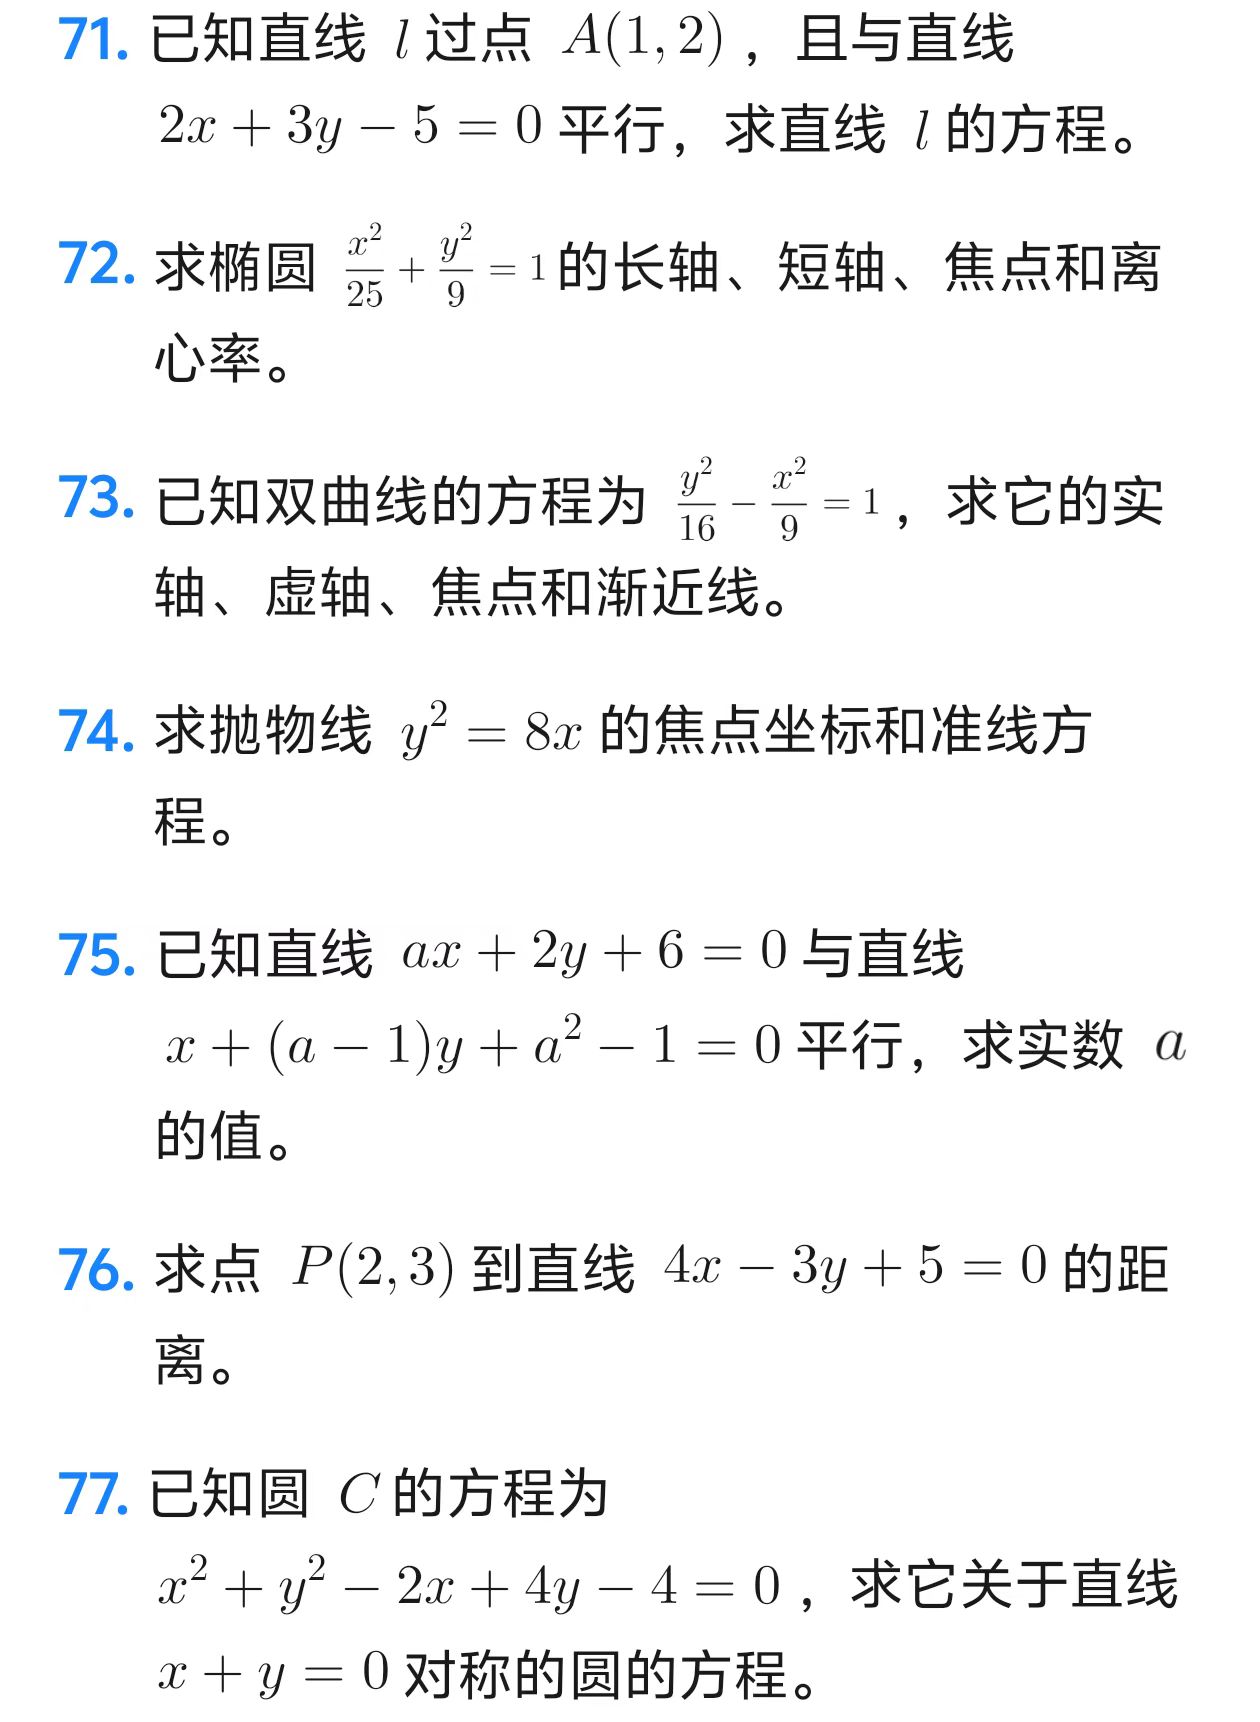 71. 已知直线 l 过点 A(1, 2) ，且与直线
2x + 3y − 5 = 0 平行，求直线 l 的方程。
72. 求椭圆 \frac{x^2}{25} + \frac{y^2}{9} = 1 的长轴、短轴、焦点和离
心率。
73. 已知双曲线的方程为 \frac{y^2}{16} − \frac{x^2}{9} = 1 ，求它的实
轴、虚轴、焦点和渐近线。
74. 求抛物线 y^2 = 8x 的焦点坐标和准线方
程。
75. 已知直线 ax + 2y + 6 = 0 与直线
x + (a − 1)y + a^2 − 1 = 0 平行，求实数 a
的值。
76. 求点 P(2, 3) 到直线 4x − 3y + 5 = 0 的距
离。
77. 已知圆 C 的方程为
x^2 + y^2 − 2x + 4y − 4 = 0 ，求它关于直线
x + y = 0 对称的圆的方程。